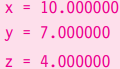 x = 10.000000
y = 7.000000
z = 4.000000